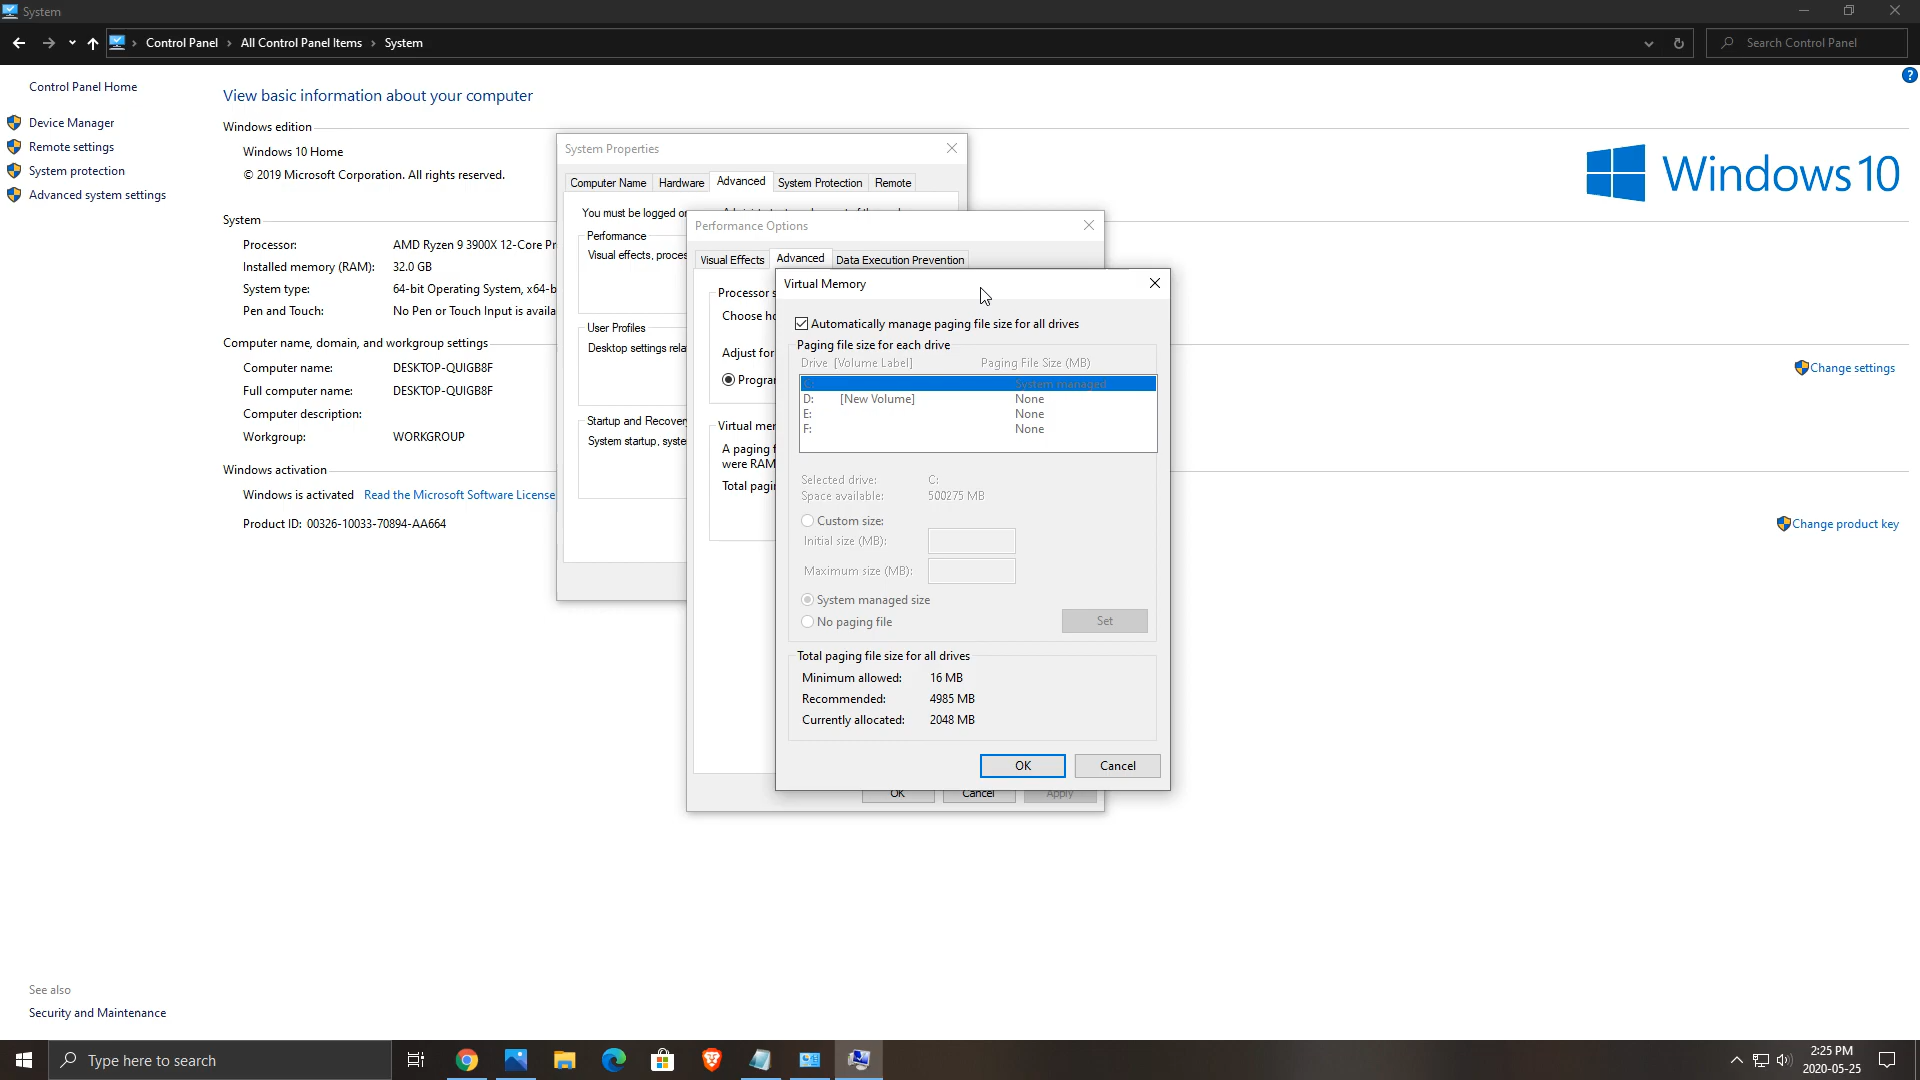 System
Control Panel > All Control Panel Items > System
Search Control Panel
Control Panel Home
Device Manager
Remote settings
System protection
Advanced system settings
View basic information about your computer
Windows edition
Windows 10 Home
© 2019 Microsoft Corporation. All rights reserved.
Windows 10
System
Processor: AMD Ryzen 9 3900X 12-Core Pr
Installed memory (RAM): 32.0 GB
System type: 64-bit Operating System, x64-b
Pen and Touch: No Pen or Touch Input is availa
Computer name, domain, and workgroup settings
Computer name: DESKTOP-QUIGB8F
Full computer name: DESKTOP-QUIGB8F
Computer description:
Workgroup: WORKGROUP
Change settings
Windows activation
Windows is activated Read the Microsoft Software License
Product ID: 00326-10033-70894-AA664
Change product key
See also
Security and Maintenance
System Properties
Computer Name Hardware Advanced System Protection Remote
You must be logged o
Performance
Visual effects, proces
User Profiles
Desktop settings rela
Startup and Recovery
System startup, syste
Performance Options
Visual Effects Advanced Data Execution Prevention
Processor s
Choose ho
Adjust for
Program
Virtual mem
A paging f
were RAM
Total pagi
OK Cancel Apply
Virtual Memory
Automatically manage paging file size for all drives
Paging file size for each drive
Drive [Volume Label] Paging File Size (MB)
C: System managed
D: [New Volume] None
E: None
F: None
Selected drive: C:
Space available: 500275 MB
Custom size:
Initial size (MB):
Maximum size (MB):
System managed size
No paging file
Set
Total paging file size for all drives
Minimum allowed: 16 MB
Recommended: 4985 MB
Currently allocated: 2048 MB
OK Cancel
Type here to search
2:25 PM
2020-05-25